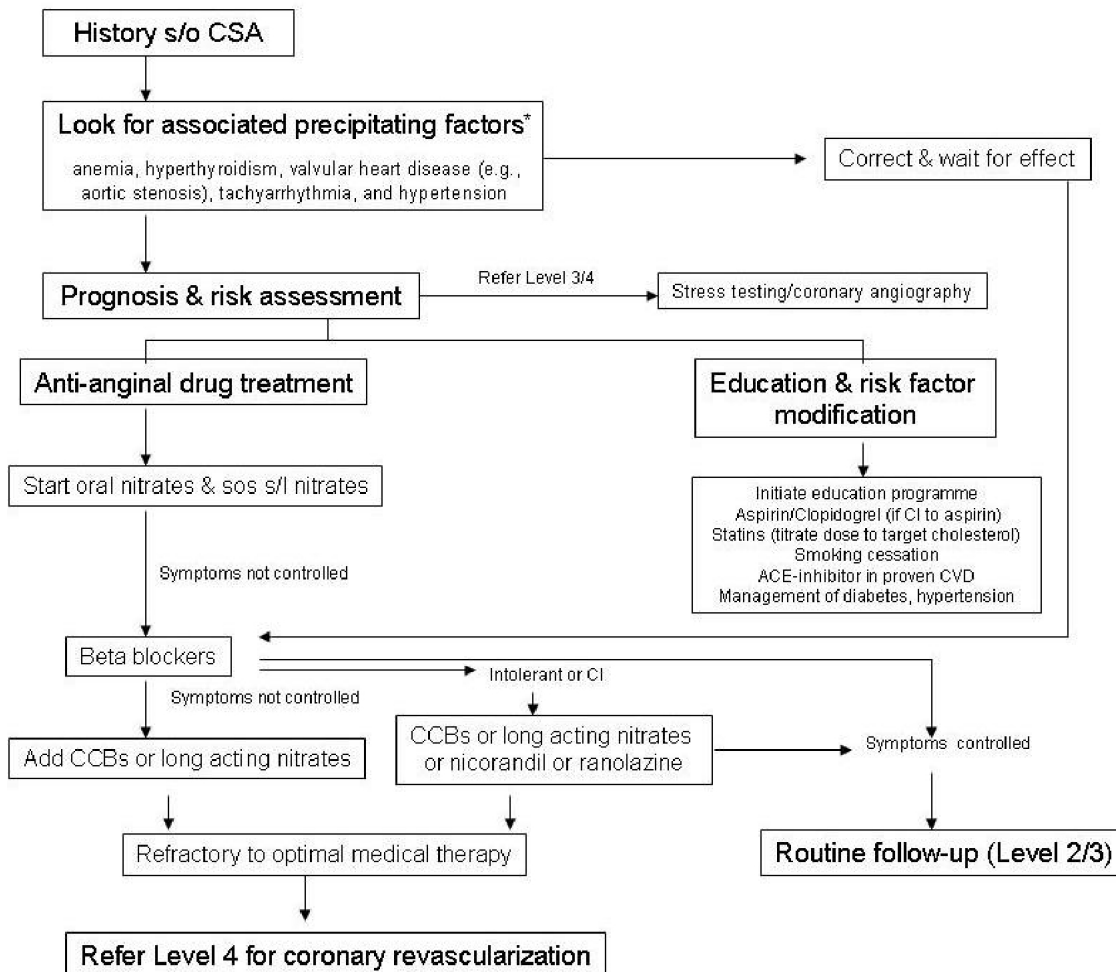 History s/o CSA
Look for associated precipitating factors*
anemia, hyperthyroidism, valvular heart disease (e.g.,
aortic stenosis), tachyarrhythmia, and hypertension
Correct & wait for effect
Prognosis & risk assessment
Refer Level 3/4
Stress testing/coronary angiography
Anti-anginal drug treatment
Education & risk factor
modification
Start oral nitrates & sos s/l nitrates
Initiate education programme
Aspirin/Clopidogrel (if CI to aspirin)
Statins (titrate dose to target cholesterol)
Smoking cessation
ACE-inhibitor in proven CVD
Management of diabetes, hypertension
Symptoms not controlled
Beta blockers
Intolerant or CI
Symptoms not controlled
Add CCBs or long acting nitrates
CCBs or long acting nitrates
or nicorandil or ranolazine
Symptoms controlled
Refractory to optimal medical therapy
Routine follow-up (Level 2/3)
Refer Level 4 for coronary revascularization